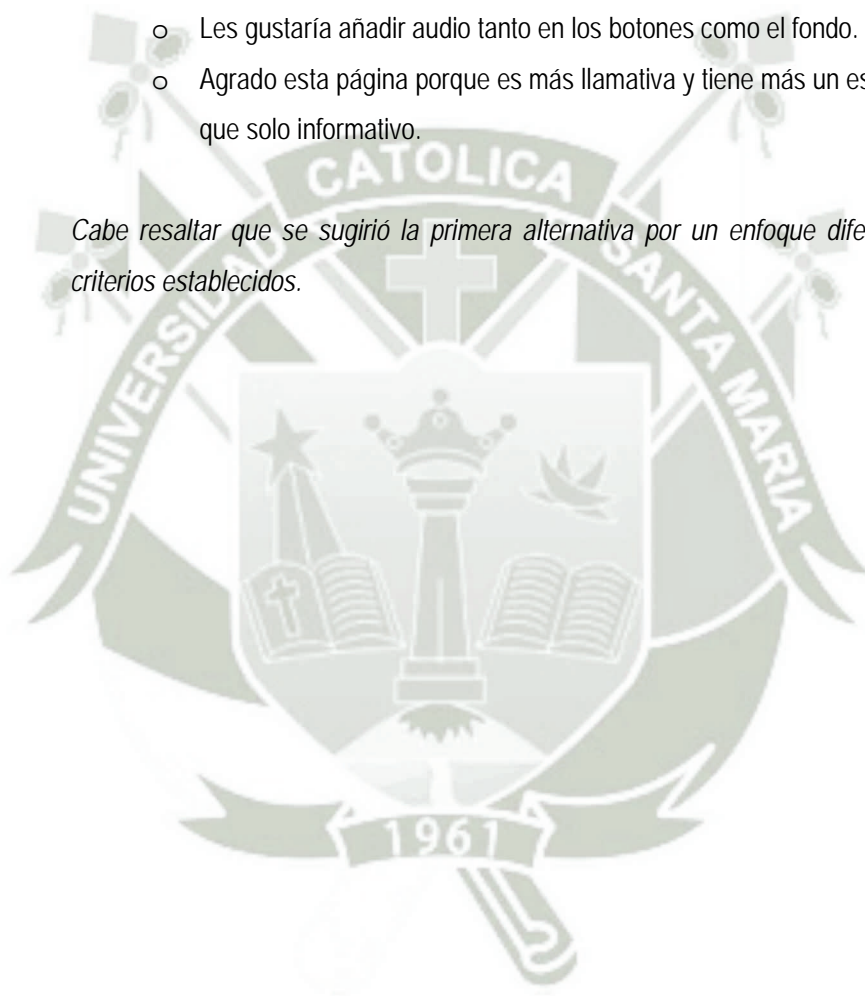 o Les gustaría añadir audio tanto en los botones como el fondo.
o Agrado esta página porque es más llamativa y tiene más un
que solo informativo.
Cabe resaltar que se sugirió la primera alternativa por un enfoque
criterios establecidos.
UNIVERSIDAD CATOLICA SANTA MARIA
1961